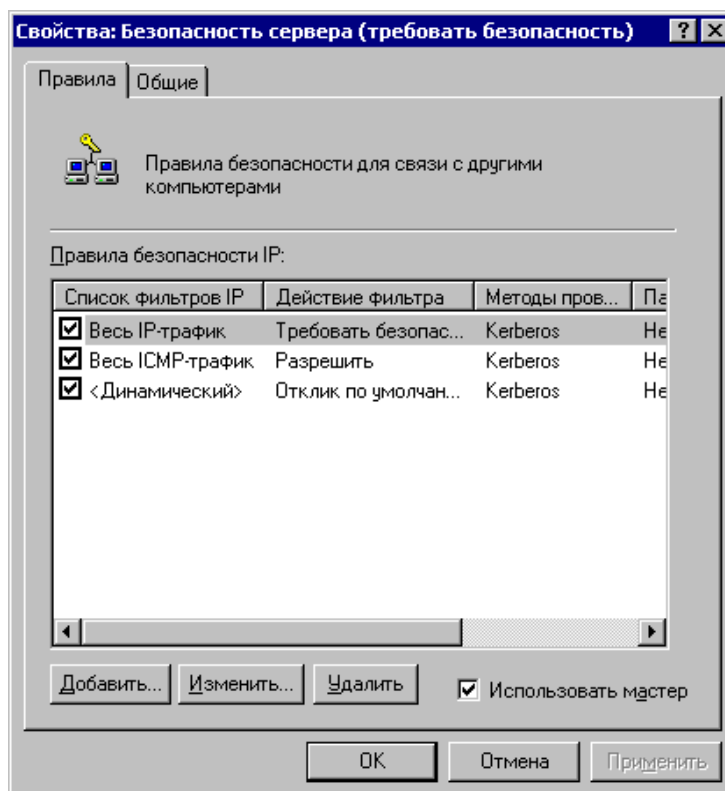 Свойства: Безопасность сервера (требовать безопасность)
Правила Общие
Правила безопасности для связи с другими
компьютерами
Правила безопасности IP:
Список фильтров IP Действие фильтра Методы пров... Па
Весь IP-трафик Требовать безопас... Kerberos Не
Весь ICMP-трафик Разрешить Kerberos Не
<Динамический> Отклик по умолчан... Kerberos Не
Добавить... Изменить... Удалить Использовать мастер
OK Отмена Применить